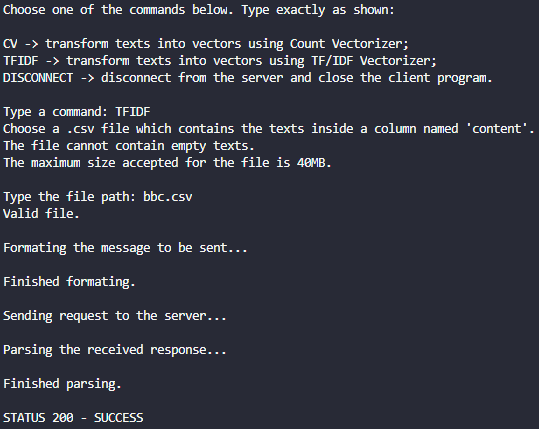 Choose one of the commands below. Type exactly as shown:
CV -> transform texts into vectors using Count Vectorizer;
TFIDF -> transform texts into vectors using TF/IDF Vectorizer;
DISCONNECT -> disconnect from the server and close the client program.
Type a command: TFIDF
Choose a .csv file which contains the texts inside a column named 'content'.
The file cannot contain empty texts.
The maximum size accepted for the file is 40MB.
Type the file path: bbc.csv
Valid file.
Formating the message to be sent...
Finished formating.
Sending request to the server...
Parsing the received response...
Finished parsing.
STATUS 200 - SUCCESS